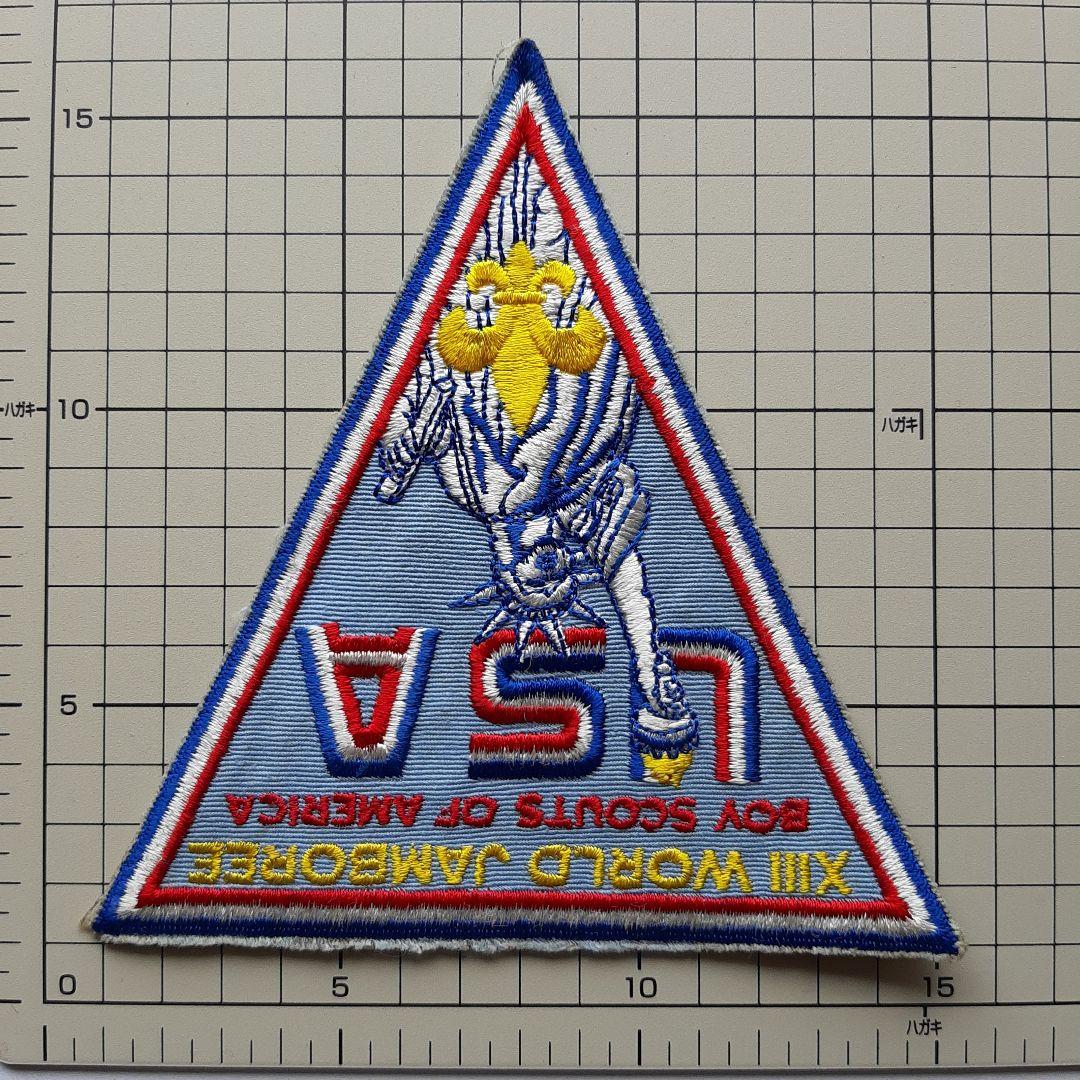 XIII WORLD JAMBOREE
BOY SCOUTS OF AMERICA
USA
15
ハガキ 10
ハガキ
5
0 5 10 15
ハガキ